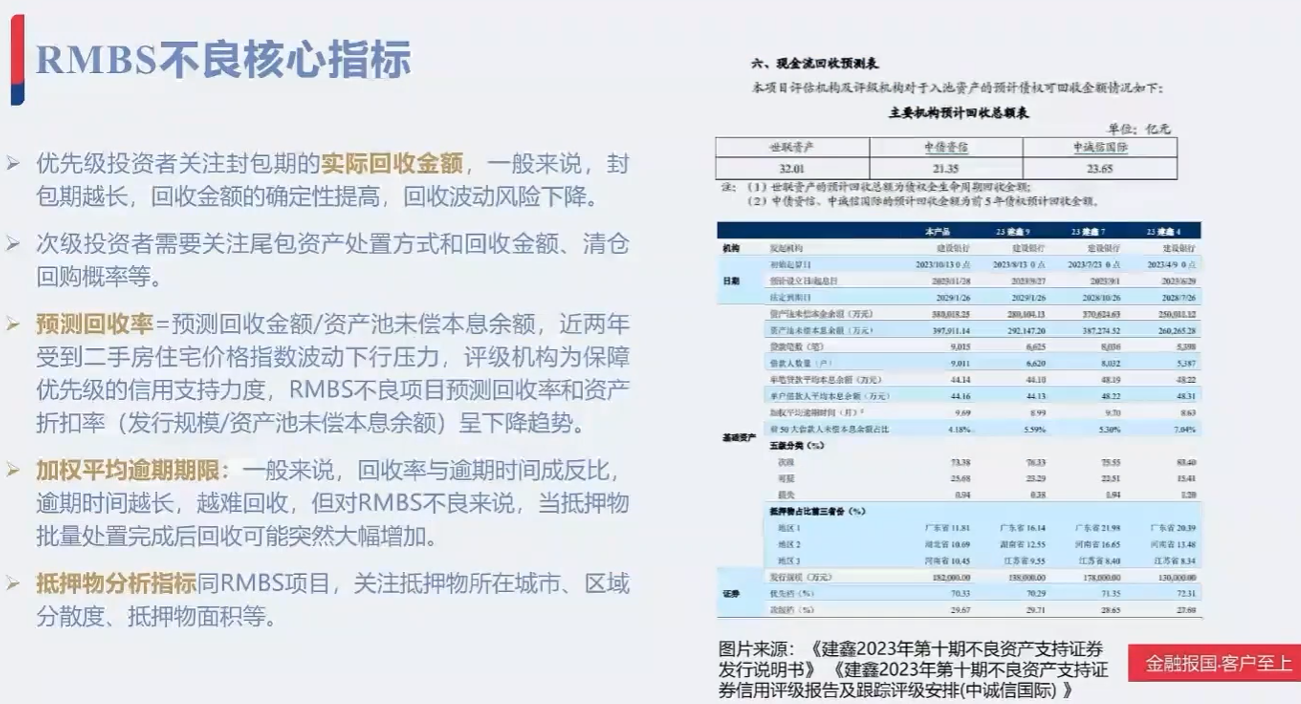 RMBS不良核心指标
优先级投资者关注封包期的实际回收金额，一般来说，封
包期越长，回收金额的确定性提高，回收波动风险下降。
次级投资者需要关注尾包资产处置方式和回收金额、清仓
回购概率等。
预测回收率=预测回收金额/资产池未偿本息余额，近两年
受到二手房住宅价格指数波动下行压力，评级机构为保障
优先级的信用支持力度，RMBS不良项目预测回收率和资产
折扣率（发行规模/资产池未偿本息余额）呈下降趋势。
加权平均逾期期限：一般来说，回收率与逾期时间成反比，
逾期时间越长，越难回收，但对RMBS不良来说，当抵押物
批量处置完成后回收可能突然大幅增加。
抵押物分析指标同RMBS项目，关注抵押物所在城市、区域
分散度、抵押物面积等。
六、现金流回收预测表
本项目评估机构及评级机构对于入池资产的预计债权可回收金额情况如下：
主要机构预计回收总额表
单位：亿元
世联资产 中债资信 中诚信国际
32.01 21.35 23.65
注：（1）世联资产的预计回收总额为债权全生命周期回收金额；
（2）中债资信、中诚信国际的预计回收金额为前5年债权预计回收金额。
本产品 23建鑫9 23建鑫7 23建鑫4
机构 发起机构 建设银行 建设银行 建设银行 建设银行
初始起算日 2023/10/13 0点 2023/8/13 0点 2023/7/23 0点 2023/4/9 0点
日期 预计设立日/起息日 2023/11/28 2023/9/27 2023/9/1 2023/6/29
法定到期日 2029/1/26 2029/1/26 2028/10/26 2028/7/26
资产池未偿本金余额（万元） 380,018.25 280,104.13 370,624.63 250,011.12
资产池未偿本息余额（万元） 397,911.14 292,147.20 387,274.52 260,265.28
贷款笔数（笔） 9,015 6,625 8,036 5,398
借款人数量（户） 9,011 6,620 8,032 5,387
单笔贷款平均本息余额（万元） 44.14 44.10 48.19 48.22
单户借款人平均本息余额（万元） 44.16 44.13 48.22 48.31
加权平均逾期时间（月） 9.69 8.99 9.70 8.63
前50大借款人未偿本息余额占比 4.18% 5.59% 5.30% 7.04%
基础资产
五级分类（%）
次级 73.38 76.33 75.55 83.40
可疑 25.68 23.29 22.51 15.41
损失 0.94 0.38 1.94 1.20
抵押物占比前三省份（%）
地区1 广东省 11.81 广东省 16.14 广东省 21.98 广东省 20.39
地区2 湖北省 10.69 湖南省 12.55 河南省 16.65 河南省 13.48
地区3 河南省 10.45 江苏省 9.55 江苏省 8.40 江苏省 8.34
发行规模（万元） 182,000.00 138,000.00 178,000.00 130,000.00
证券 优先档（%） 70.33 70.29 71.35 72.31
次级档（%） 29.67 29.71 28.65 27.69
图片来源：《建鑫2023年第十期不良资产支持证券
发行说明书》《建鑫2023年第十期不良资产支持证
券信用评级报告及跟踪评级安排(中诚信国际) 》
金融报国·客户至上